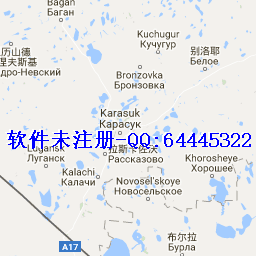 Bagan
Баган
Kuchugur
Кучугур
历山德
涅夫斯基
дро-Невский
别洛耶
Белое
Bronzovka
Бронзовка
Karasuk
Карасук
软件未注册-QQ:64445322
Lugansk
Луганск
拉斯卡佐沃
Рассказово
Khorosheye
Хорошее
Kalachi
Калачи
Novosel'skoye
Новосельское
A17
布尔拉
Бурла